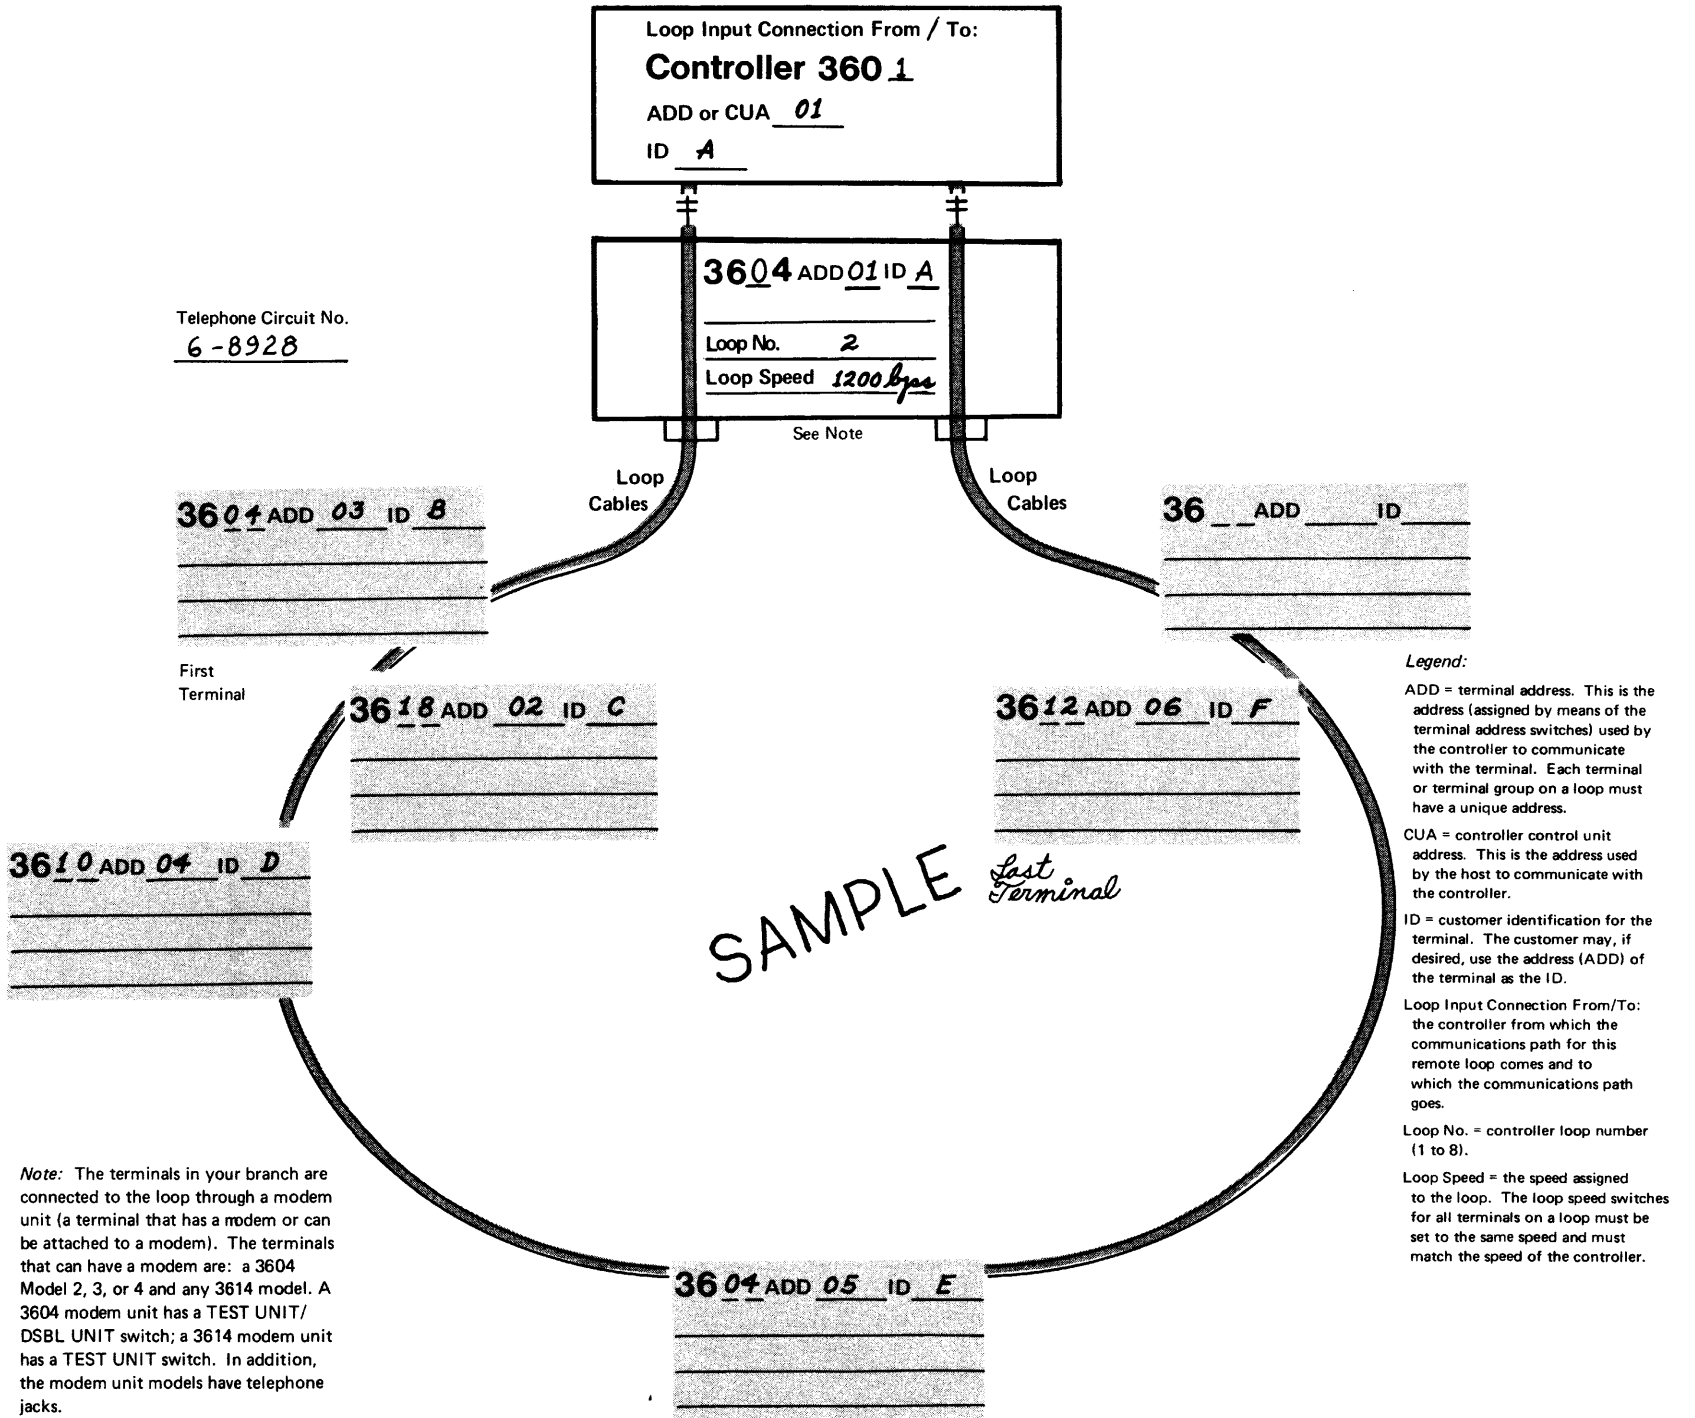 Loop Input Connection From / To:
Controller 360 1
ADD or CUA 01
ID A
3604 ADD 01 ID A
Loop No. 2
Loop Speed 1200 bps
See Note
Telephone Circuit No.
6-8928
Loop
Cables
Loop
Cables
3604 ADD 03 ID B
First
Terminal
36__ ADD ____ ID ____
3618 ADD 02 ID C
3612 ADD 06 ID F
Last
Terminal
3610 ADD 04 ID D
SAMPLE
3604 ADD 05 ID E
Legend:
ADD = terminal address. This is the
address (assigned by means of the
terminal address switches) used by
the controller to communicate
with the terminal. Each terminal
or terminal group on a loop must
have a unique address.
CUA = controller control unit
address. This is the address used
by the host to communicate with
the controller.
ID = customer identification for the
terminal. The customer may, if
desired, use the address (ADD) of
the terminal as the ID.
Loop Input Connection From/To:
the controller from which the
communications path for this
remote loop comes and to
which the communications path
goes.
Loop No. = controller loop number
(1 to 8).
Loop Speed = the speed assigned
to the loop. The loop speed switches
for all terminals on a loop must be
set to the same speed and must
match the speed of the controller.
Note: The terminals in your branch are
connected to the loop through a modem
unit (a terminal that has a modem or can
be attached to a modem). The terminals
that can have a modem are: a 3604
Model 2, 3, or 4 and any 3614 model. A
3604 modem unit has a TEST UNIT/
DSBL UNIT switch; a 3614 modem unit
has a TEST UNIT switch. In addition,
the modem unit models have telephone
jacks.